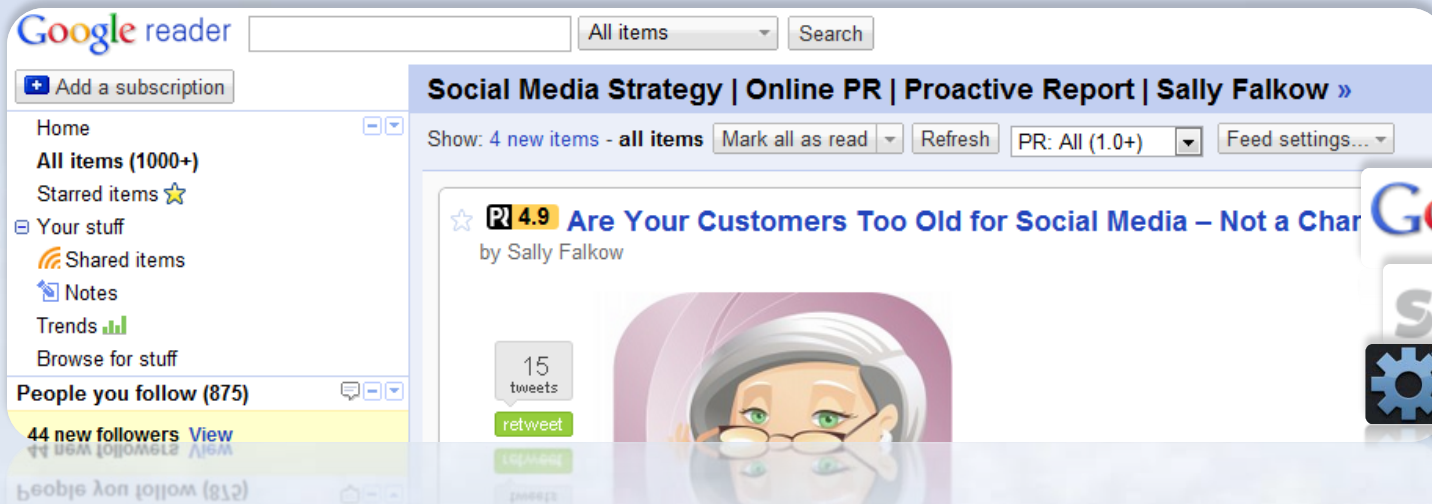 Google reader
All items
Search
Add a subscription
Home
All items (1000+)
Starred items
Your stuff
Shared items
Notes
Trends
Browse for stuff
People you follow (875)
44 new followers View
Social Media Strategy | Online PR | Proactive Report | Sally Falkow »
Show: 4 new items - all items Mark all as read Refresh PR: All (1.0+) Feed settings...
PR 4.9 Are Your Customers Too Old for Social Media – Not a Char
by Sally Falkow
15
tweets
retweet
Go
S